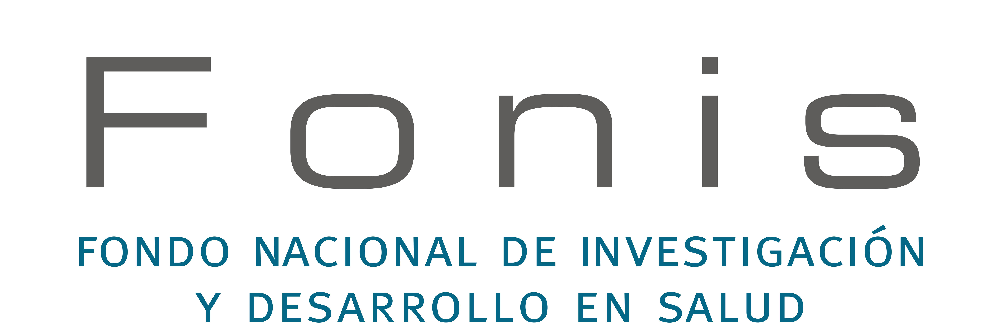 Fonis
FONDO NACIONAL DE INVESTIGACIÓN
Y DESARROLLO EN SALUD